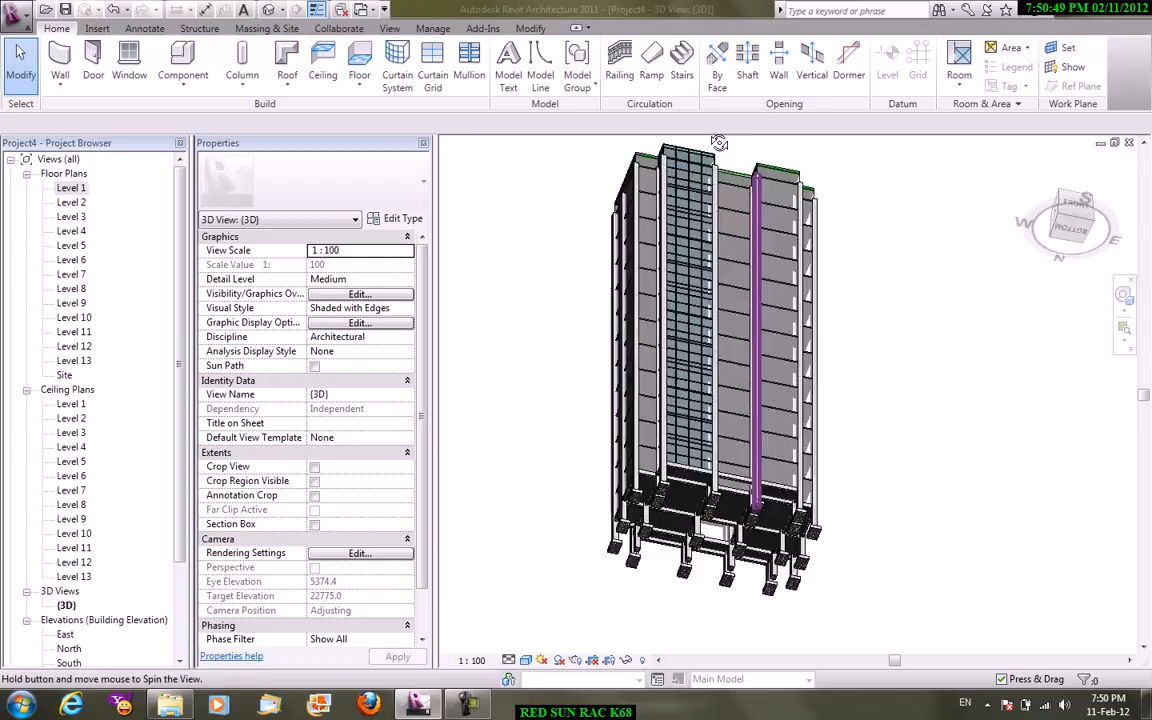 Autodesk Revit Architecture 2011 - [Project4 - 3D View: {3D}]
Type a keyword or phrase
7:50:49 PM 02/11/2012
Home Insert Annotate Structure Massing & Site Collaborate View Manage Add-Ins Modify
Modify Wall Door Window Component Column Roof Ceiling Floor Curtain System Curtain Grid Mullion Model Text Model Line Model Group Railing Ramp Stairs By Face Shaft Wall Vertical Dormer Level Grid Room Area Legend Tag Set Show Ref Plane
Select Build Model Circulation Opening Datum Room & Area Work Plane
Project4 - Project Browser
Views (all)
Floor Plans
Level 1
Level 2
Level 3
Level 4
Level 5
Level 6
Level 7
Level 8
Level 9
Level 10
Level 11
Level 12
Level 13
Site
Ceiling Plans
Level 1
Level 2
Level 3
Level 4
Level 5
Level 6
Level 7
Level 8
Level 9
Level 10
Level 11
Level 12
Level 13
3D Views
{3D}
Elevations (Building Elevation)
East
North
South
Properties
3D View: {3D} Edit Type
Graphics
View Scale 1 : 100
Scale Value 1: 100
Detail Level Medium
Visibility/Graphics Ov... Edit...
Visual Style Shaded with Edges
Graphic Display Opti... Edit...
Discipline Architectural
Analysis Display Style None
Sun Path
Identity Data
View Name {3D}
Dependency Independent
Title on Sheet
Default View Template None
Extents
Crop View
Crop Region Visible
Annotation Crop
Far Clip Active
Section Box
Camera
Rendering Settings Edit...
Perspective
Eye Elevation 5374.4
Target Elevation 22775.0
Camera Position Adjusting
Phasing
Phase Filter Show All
Properties help Apply
FRONT
BOTTOM
W S E N
1 : 100
Hold button and move mouse to Spin the View.
Main Model
Press & Drag
:0
EN
7:50 PM
11-Feb-12
RED SUN RAC K68